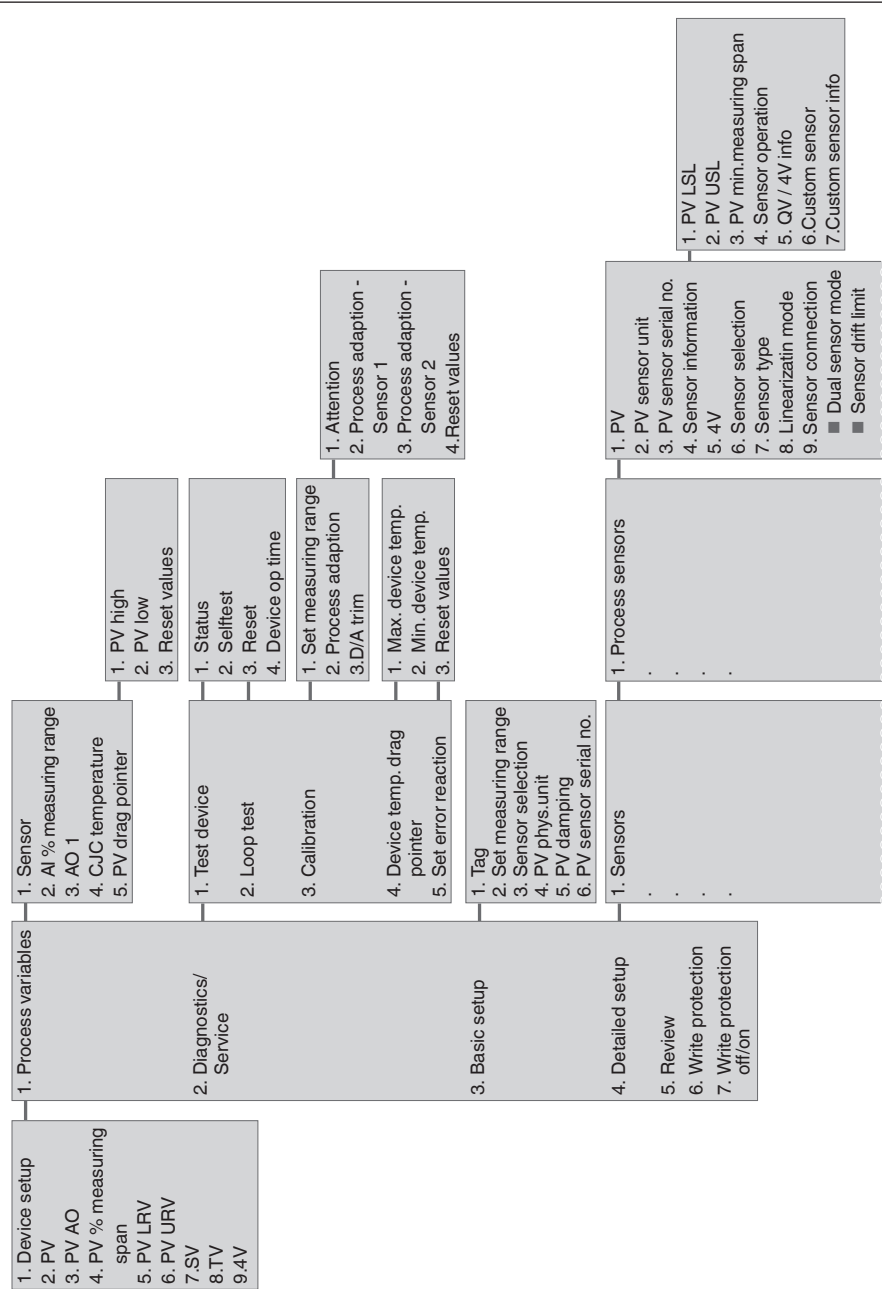 1. Device setup
2. PV
3. PV AO
4. PV % measuring
span
5. PV LRV
6. PV URV
7.SV
8.TV
9.4V
1. Process variables
2. Diagnostics/
Service
3. Basic setup
4. Detailed setup
5. Review
6. Write protection
7. Write protection
off/on
1. Sensor
2. AI % measuring range
3. AO 1
4. CJC temperature
5. PV drag pointer
1. PV high
2. PV low
3. Reset values
1. Test device
2. Loop test
3. Calibration
4. Device temp. drag
pointer
5. Set error reaction
1. Status
2. Selftest
3. Reset
4. Device op time
1. Set measuring range
2. Process adaption
3.D/A trim
1. Attention
2. Process adaption -
Sensor 1
3. Process adaption -
Sensor 2
4.Reset values
1. Max. device temp.
2. Min. device temp.
3. Reset values
1. Tag
2. Set measuring range
3. Sensor selection
4. PV phys.unit
5. PV damping
6. PV sensor serial no.
1. Sensors
.
.
.
.
1. Process sensors
.
.
.
.
1. PV
2. PV sensor unit
3. PV sensor serial no.
4. Sensor information
5. 4V
6. Sensor selection
7. Sensor type
8. Linearizatin mode
9. Sensor connection
■ Dual sensor mode
■ Sensor drift limit
1. PV LSL
2. PV USL
3. PV min.measuring span
4. Sensor operation
5. QV / 4V info
6.Custom sensor
7.Custom sensor info